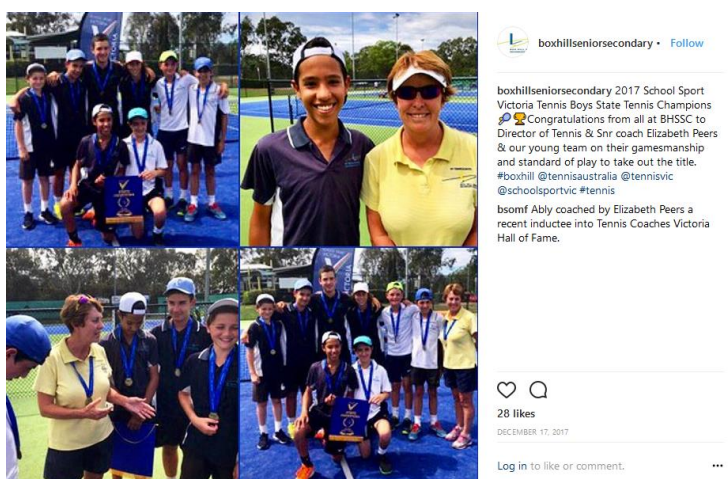 boxhillseniorsecondary • Follow
boxhillseniorsecondary 2017 School Sport
Victoria Tennis Boys State Tennis Champions
🎾🏆Congratulations from all at BHSSC to
Director of Tennis & Snr coach Elizabeth Peers
& our young team on their gamesmanship
and standard of play to take out the title.
#boxhill @tennisaustralia @tennisvic
@schoolsportvic #tennis
bsomf Ably coached by Elizabeth Peers a
recent inductee into Tennis Coaches Victoria
Hall of Fame.
28 likes
DECEMBER 17, 2017
Log in to like or comment.
VICTORIA